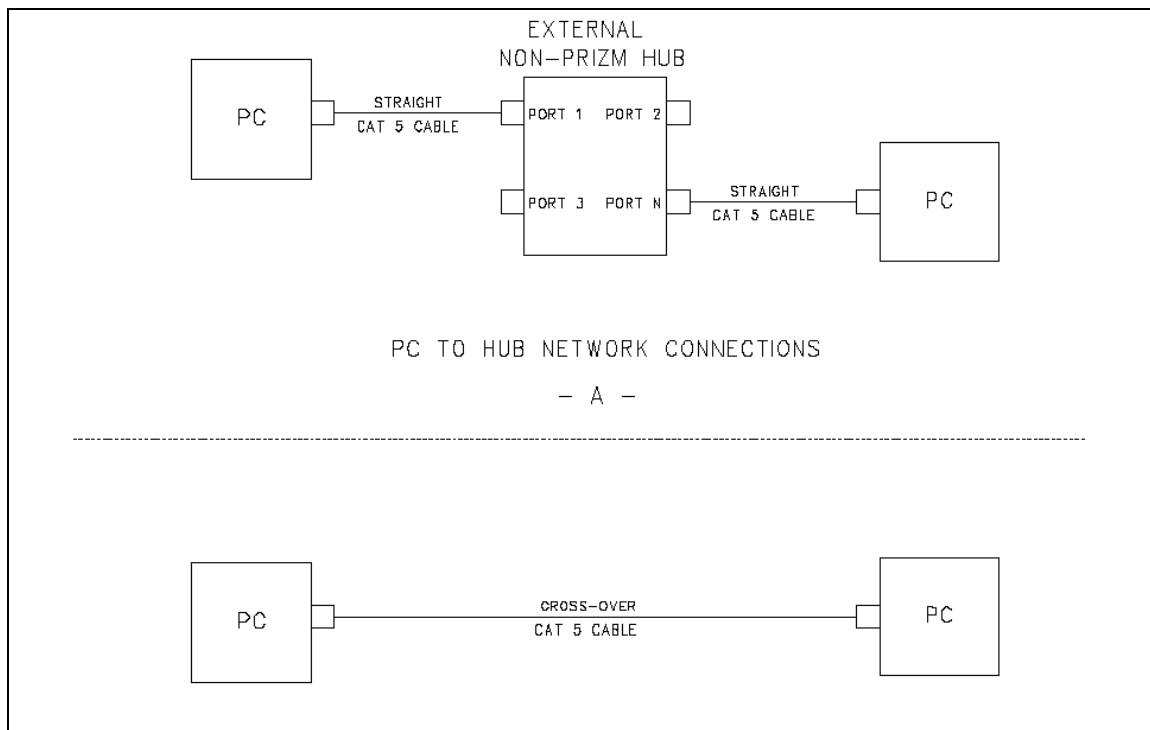 EXTERNAL
NON-PRIZM HUB
PC
STRAIGHT
CAT 5 CABLE
PORT 1
PORT 2
PORT 3
PORT N
STRAIGHT
CAT 5 CABLE
PC
PC TO HUB NETWORK CONNECTIONS
- A -
PC
CROSS-OVER
CAT 5 CABLE
PC